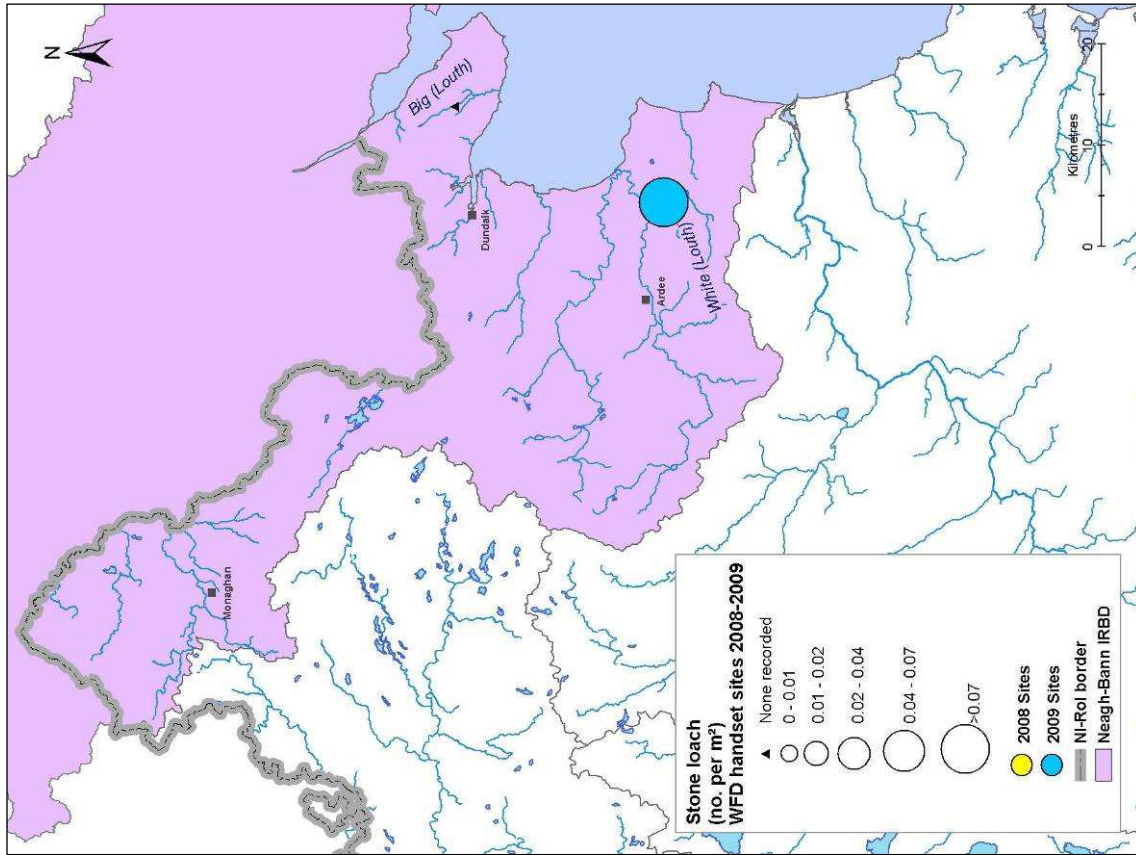 N
Big (Louth)
Dundalk
Monaghan
Ardee
White (Louth)
0 10 20
Kilometres
Stone loach
(no. per m²)
WFD handset sites 2008-2009
None recorded
0 - 0.01
0.01 - 0.02
0.02 - 0.04
0.04 - 0.07
>0.07
2008 Sites
2009 Sites
NI-RoI border
Neagh-Bann IRBD